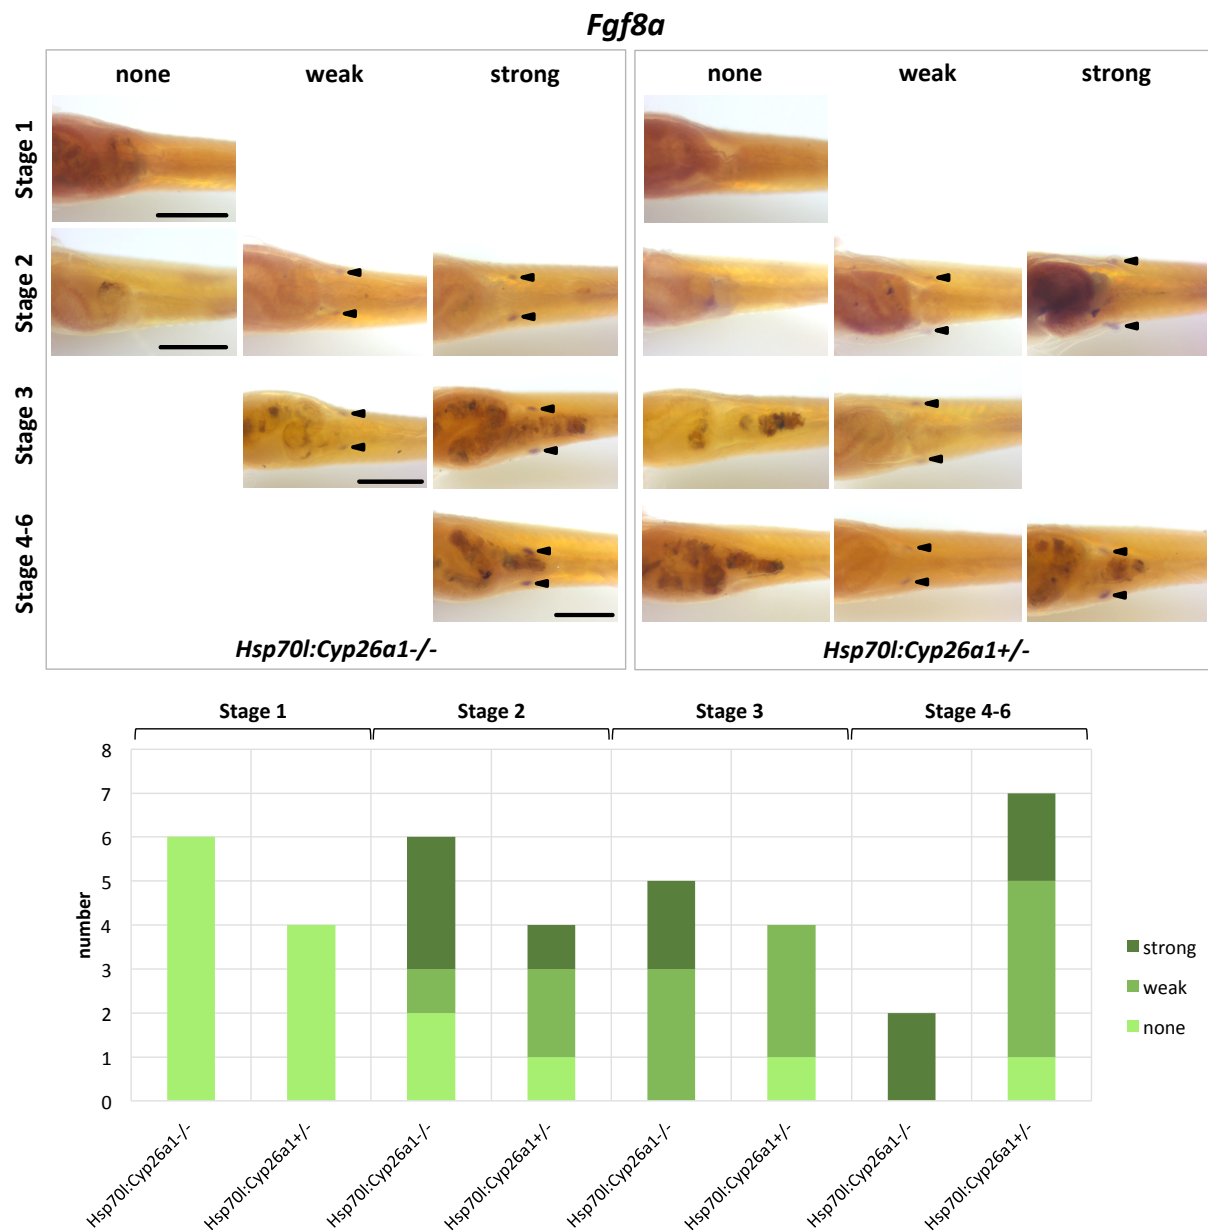 Fgf8a
none weak strong none weak strong
Stage 1
Stage 2
Stage 3
Stage 4-6
Hsp70l:Cyp26a1-/- Hsp70l:Cyp26a1+/-
Stage 1 Stage 2 Stage 3 Stage 4-6
8
7
6
5
4
3
2
1
0
number
strong
weak
none
Hsp70l:Cyp26a1-/-
Hsp70l:Cyp26a1+/-
Hsp70l:Cyp26a1-/-
Hsp70l:Cyp26a1+/-
Hsp70l:Cyp26a1-/-
Hsp70l:Cyp26a1+/-
Hsp70l:Cyp26a1-/-
Hsp70l:Cyp26a1+/-